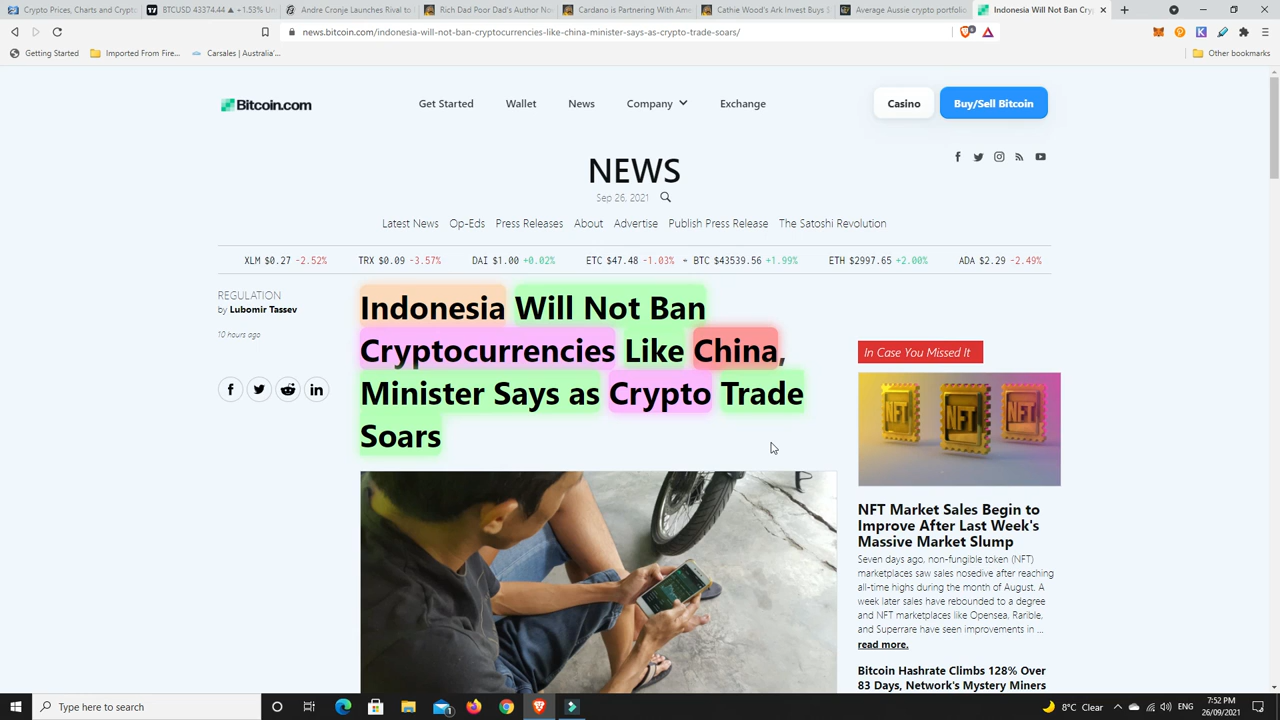 Crypto Prices, Charts and Crypto
BTCUSD 43374.44 ▲ +1.53% Un
Andre Cronje Launches Rival to
Rich Dad Poor Dad's Author No
Cardano is Partnering With Am
Cathie Wood's Ark Invest Buys S
Average Aussie crypto portfolio
Indonesia Will Not Ban Cry
news.bitcoin.com/indonesia-will-not-ban-cryptocurrencies-like-china-minister-says-as-crypto-trade-soars/
Getting Started
Imported From Fire...
Carsales | Australia'...
Other bookmarks
Bitcoin.com
Get Started
Wallet
News
Company
Exchange
Casino
Buy/Sell Bitcoin
NEWS
Sep 26, 2021
Latest News Op-Eds Press Releases About Advertise Publish Press Release The Satoshi Revolution
XLM $0.27 -2.52% TRX $0.09 -3.57% DAI $1.00 +0.02% ETC $47.48 -1.03% BTC $43539.56 +1.99% ETH $2997.65 +2.00% ADA $2.29 -2.49%
REGULATION
by Lubomir Tassev
10 hours ago
Indonesia Will Not Ban
Cryptocurrencies Like China,
Minister Says as Crypto Trade
Soars
In Case You Missed It
NFT
NFT
NFT
NFT Market Sales Begin to
Improve After Last Week's
Massive Market Slump
Seven days ago, non-fungible token (NFT)
marketplaces saw sales nosedive after reaching
all-time highs during the month of August. A
week later sales have rebounded to a degree
and NFT marketplaces like Opensea, Rarible,
and Superrare have seen improvements in ...
read more.
Bitcoin Hashrate Climbs 128% Over
83 Days, Network's Mystery Miners
Type here to search
8°C Clear
ENG
7:52 PM
26/09/2021